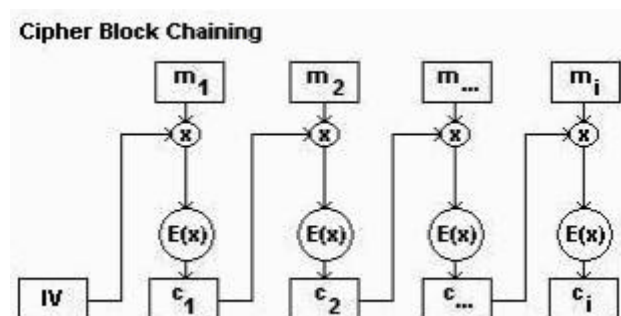 Cipher Block Chaining
m1 m2 m... mi
x x x x
E(x) E(x) E(x) E(x)
IV c1 c2 c... ci